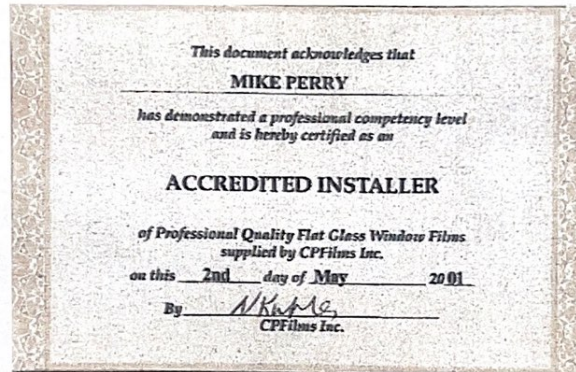 This document acknowledges that
MIKE PERRY
has demonstrated a professional competency level
and is hereby certified as an
ACCREDITED INSTALLER
of Professional Quality Flat Glass Window Films
supplied by CPFilms Inc.
on this 2nd day of May 2001
By
CPFilms Inc.